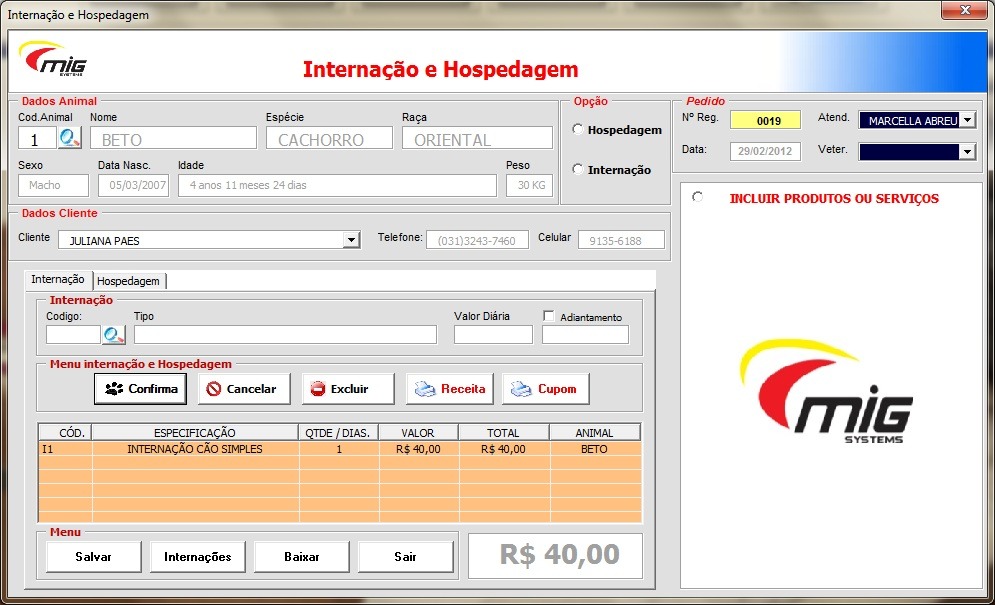 Internação e Hospedagem
MIG
SYSTEMS
Internação e Hospedagem
Dados Animal
Cod.Animal Nome Espécie Raça
1 BETO CACHORRO ORIENTAL
Sexo Data Nasc. Idade Peso
Macho 05/03/2007 4 anos 11 meses 24 dias 30 KG
Opção
Hospedagem
Internação
Pedido
Nº Reg. 0019 Atend. MARCELLA ABREU
Data: 29/02/2012 Veter.
Dados Cliente
Cliente JULIANA PAES Telefone: (031)3243-7460 Celular 9135-6188
INCLUIR PRODUTOS OU SERVIÇOS
MIG
SYSTEMS
Internação Hospedagem
Internação
Codigo: Tipo Valor Diária Adiantamento
Menu internação e Hospedagem
Confirma Cancelar Excluir Receita Cupom
CÓD. ESPECIFICAÇÃO QTDE / DIAS. VALOR TOTAL ANIMAL
I1 INTERNAÇÃO CÃO SIMPLES 1 R$ 40,00 R$ 40,00 BETO
Menu
Salvar Internações Baixar Sair R$ 40,00